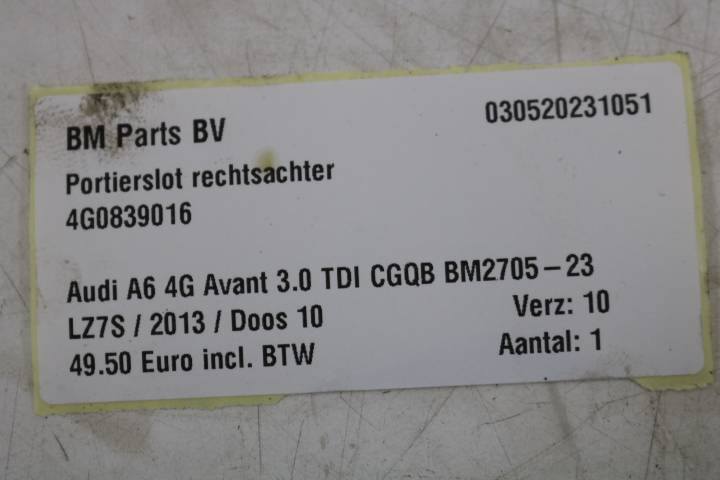 BM Parts BV 030520231051
Portierslot rechtsachter
4G0839016
Audi A6 4G Avant 3.0 TDI CGQB BM2705-23
LZ7S / 2013 / Doos 10 Verz: 10
49.50 Euro incl. BTW Aantal: 1